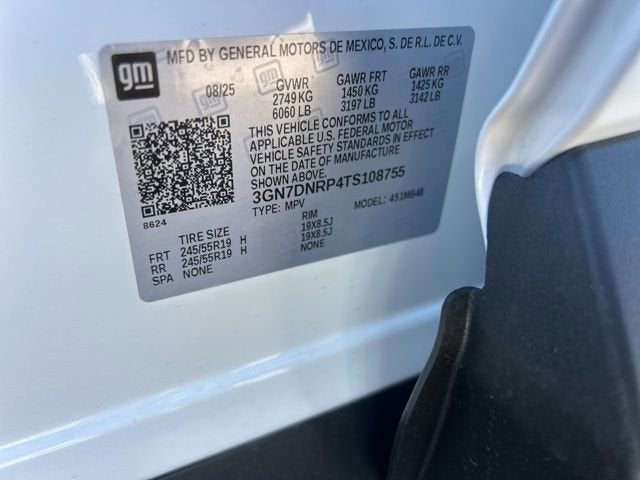 MFD BY GENERAL MOTORS DE MEXICO, S. DE R.L. DE C.V.
gm
08/25 GVWR GAWR FRT GAWR RR
2749 KG 1450 KG 1425 KG
6060 LB 3197 LB 3142 LB
THIS VEHICLE CONFORMS TO ALL
APPLICABLE U.S. FEDERAL MOTOR
VEHICLE SAFETY STANDARDS IN EFFECT
ON THE DATE OF MANUFACTURE
SHOWN ABOVE.
3GN7DNRP4TS108755
TYPE: MPV MODEL: 451MB48
8624
TIRE SIZE RIM
FRT 245/55R19 H 19X8.5J
RR 245/55R19 H 19X8.5J
SPA NONE NONE